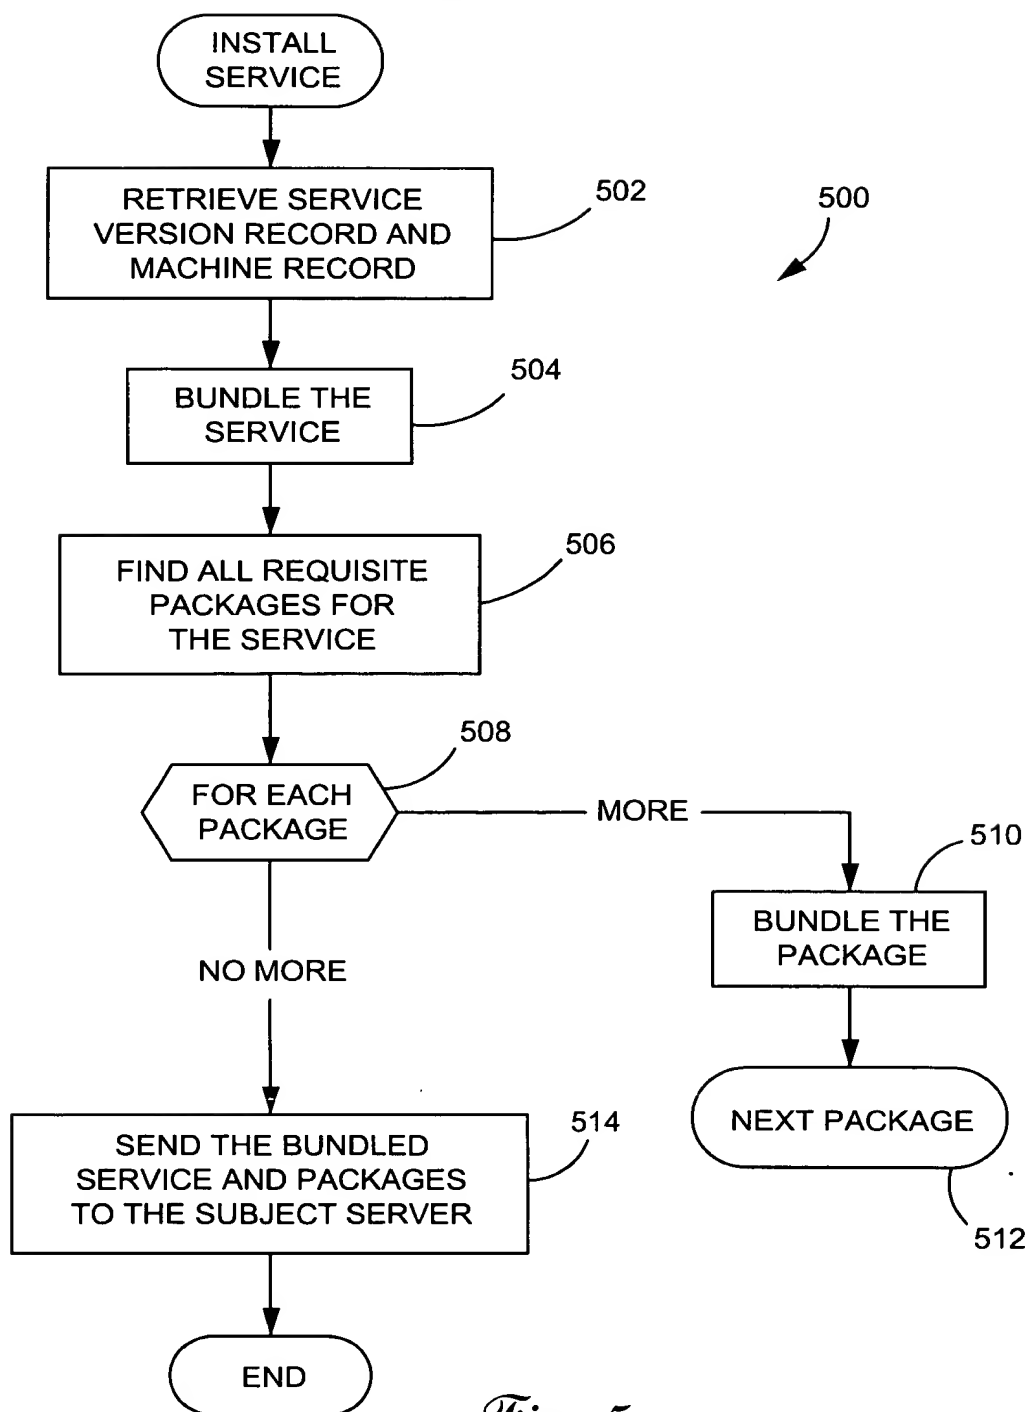 INSTALL
SERVICE
RETRIEVE SERVICE
VERSION RECORD AND
MACHINE RECORD
502
500
BUNDLE THE
SERVICE
504
FIND ALL REQUISITE
PACKAGES FOR
THE SERVICE
506
FOR EACH
PACKAGE
508
MORE
BUNDLE THE
PACKAGE
510
NO MORE
NEXT PACKAGE
512
SEND THE BUNDLED
SERVICE AND PACKAGES
TO THE SUBJECT SERVER
514
END